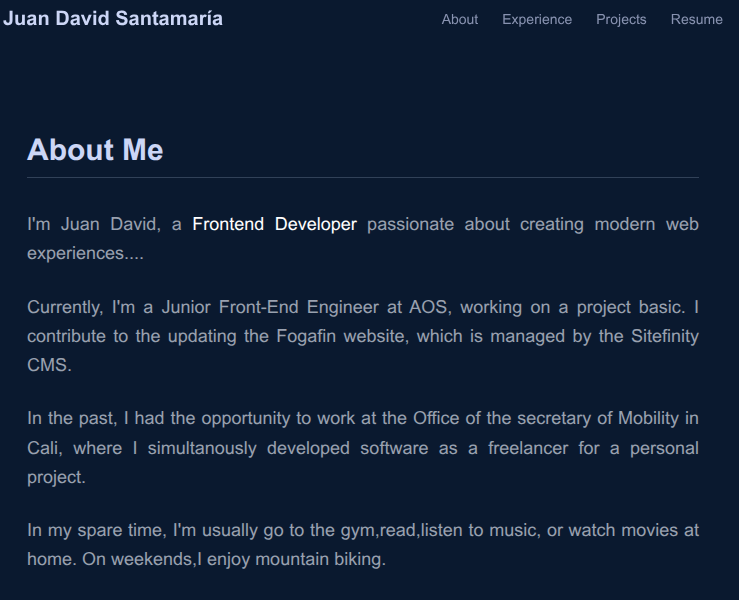 Juan David Santamaría
About Experience Projects Resume
About Me
I'm Juan David, a Frontend Developer passionate about creating modern web
experiences....
Currently, I'm a Junior Front-End Engineer at AOS, working on a project basic. I
contribute to the updating the Fogafin website, which is managed by the Sitefinity
CMS.
In the past, I had the opportunity to work at the Office of the secretary of Mobility in
Cali, where I simultanously developed software as a freelancer for a personal
project.
In my spare time, I'm usually go to the gym,read,listen to music, or watch movies at
home. On weekends,I enjoy mountain biking.